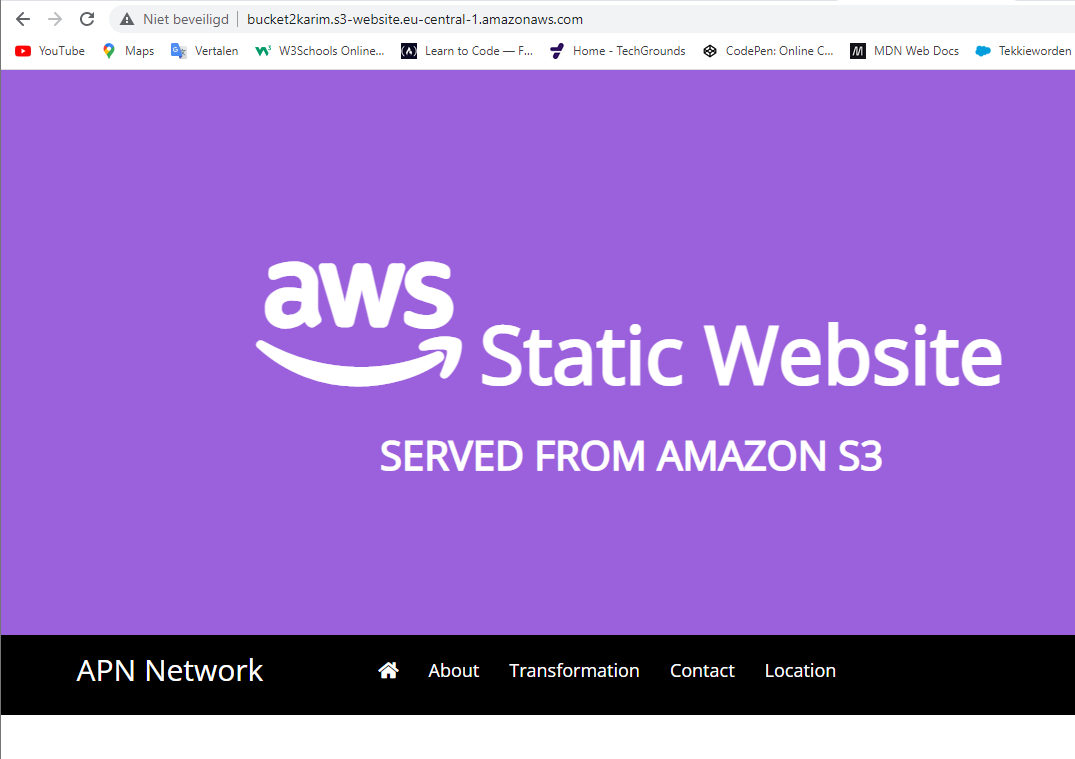 Niet beveiligd | bucket2karim.s3-website.eu-central-1.amazonaws.com
YouTube Maps Vertalen W3Schools Online... Learn to Code — F... Home - TechGrounds CodePen: Online C... MDN Web Docs Tekkieworden
aws Static Website
SERVED FROM AMAZON S3
APN Network About Transformation Contact Location